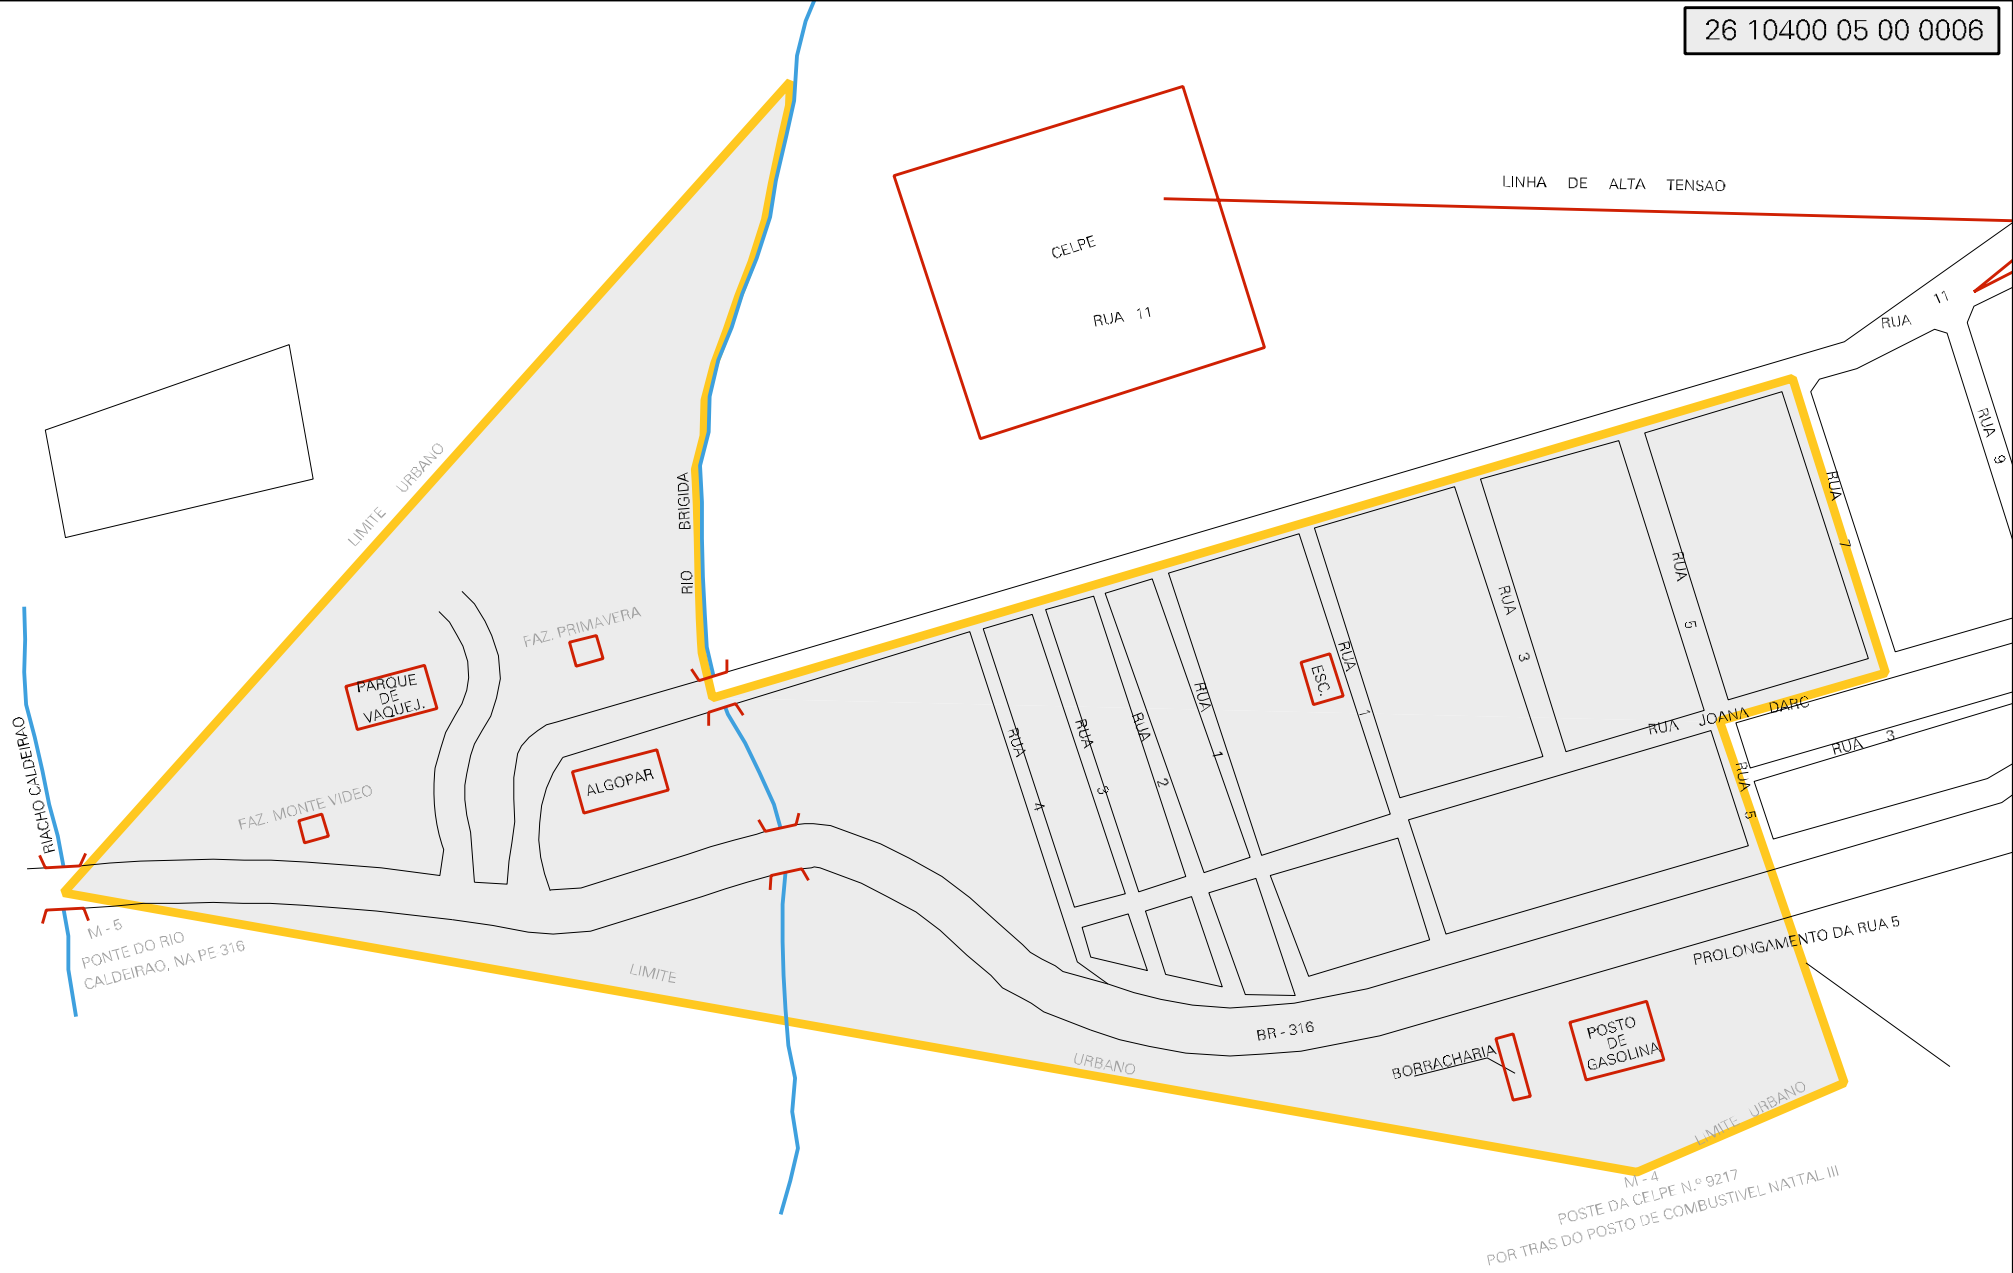 26 10400 05 00 0006
LINHA DE ALTA TENSAO
CELPE
RUA 11
RUA 11
RUA 9
LIMITE URBANO
RIO BRIGIDA
RUA 7
FAZ. PRIMAVERA
PARQUE
DE
VAQUEJ.
ALGOPAR
FAZ. MONTE VIDEO
RIACHO CALDEIRAO
RUA 4
RUA 3
RUA 2
RUA 1
ESC.
RUA 1
RUA 3
RUA 5
RUA JOANA DARC
RUA 3
RUA 5
M - 5
PONTE DO RIO
CALDEIRAO, NA PE 316
LIMITE URBANO
BR - 316
PROLONGAMENTO DA RUA 5
BORRACHARIA
POSTO
DE
GASOLINA
LIMITE URBANO
M - 4
POSTE DA CELPE N.º 9217
POR TRAS DO POSTO DE COMBUSTIVEL NATTAL III